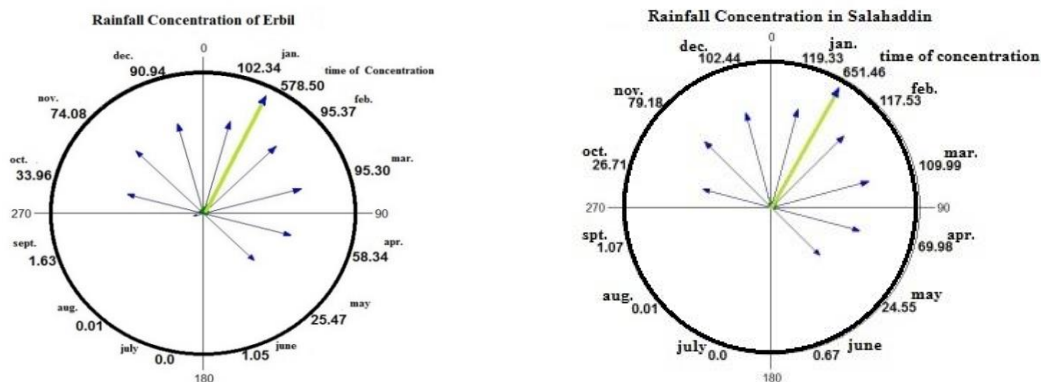 Rainfall Concentration of Erbil
0
jan.
102.34
time of Concentration
578.50
feb.
95.37
mar.
95.30
90
apr.
58.34
may
25.47
june
1.05
180
july
0.0
aug.
0.01
sept.
1.63
270
oct.
33.96
nov.
74.08
dec.
90.94
Rainfall Concentration in Salahaddin
0
jan.
119.33
time of concentration
651.46
feb.
117.53
mar.
109.99
90
apr.
69.98
may
24.55
june
0.67
180
july
0.0
aug.
0.01
spt.
1.07
270
oct.
26.71
nov.
79.18
dec.
102.44